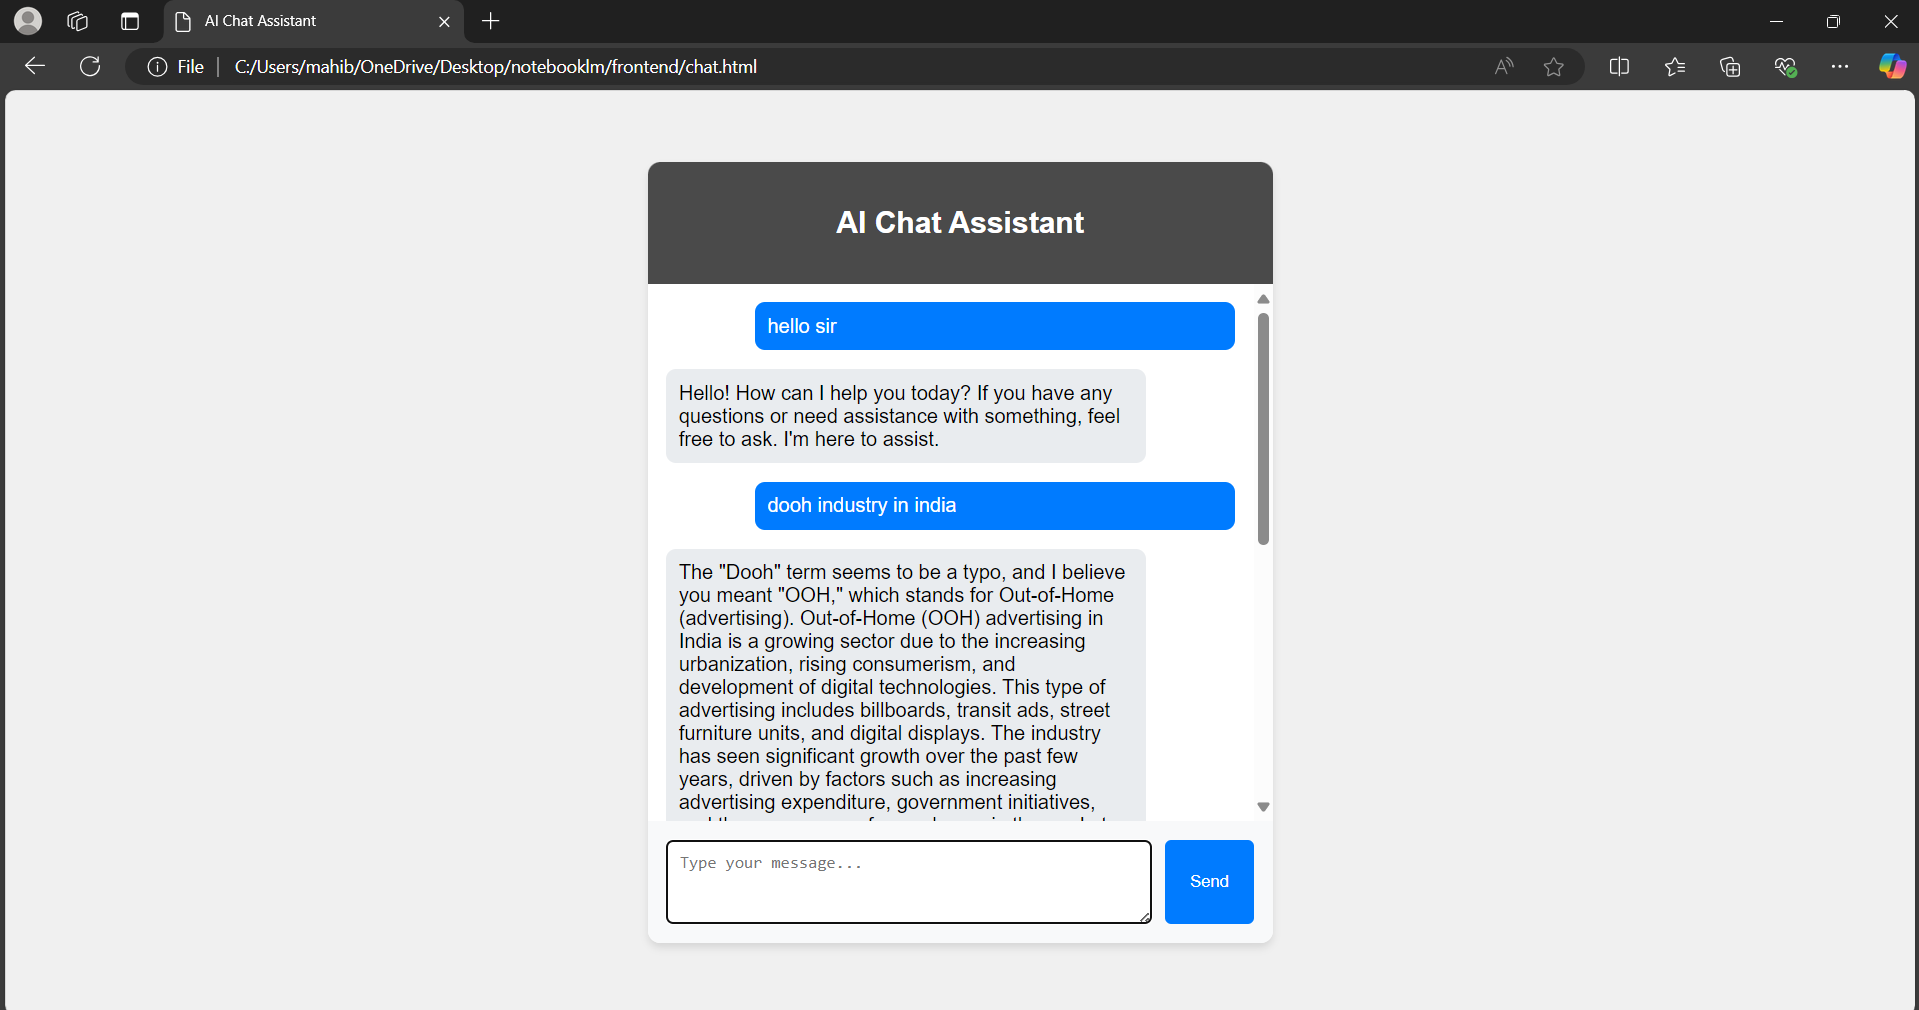 AI Chat Assistant
File
C:/Users/mahib/OneDrive/Desktop/notebooklm/frontend/chat.html
AI Chat Assistant
hello sir
Hello! How can I help you today? If you have any
questions or need assistance with something, feel
free to ask. I'm here to assist.
dooh industry in india
The "Dooh" term seems to be a typo, and I believe
you meant "OOH," which stands for Out-of-Home
(advertising). Out-of-Home (OOH) advertising in
India is a growing sector due to the increasing
urbanization, rising consumerism, and
development of digital technologies. This type of
advertising includes billboards, transit ads, street
furniture units, and digital displays. The industry
has seen significant growth over the past few
years, driven by factors such as increasing
advertising expenditure, government initiatives,
Type your message...
Send